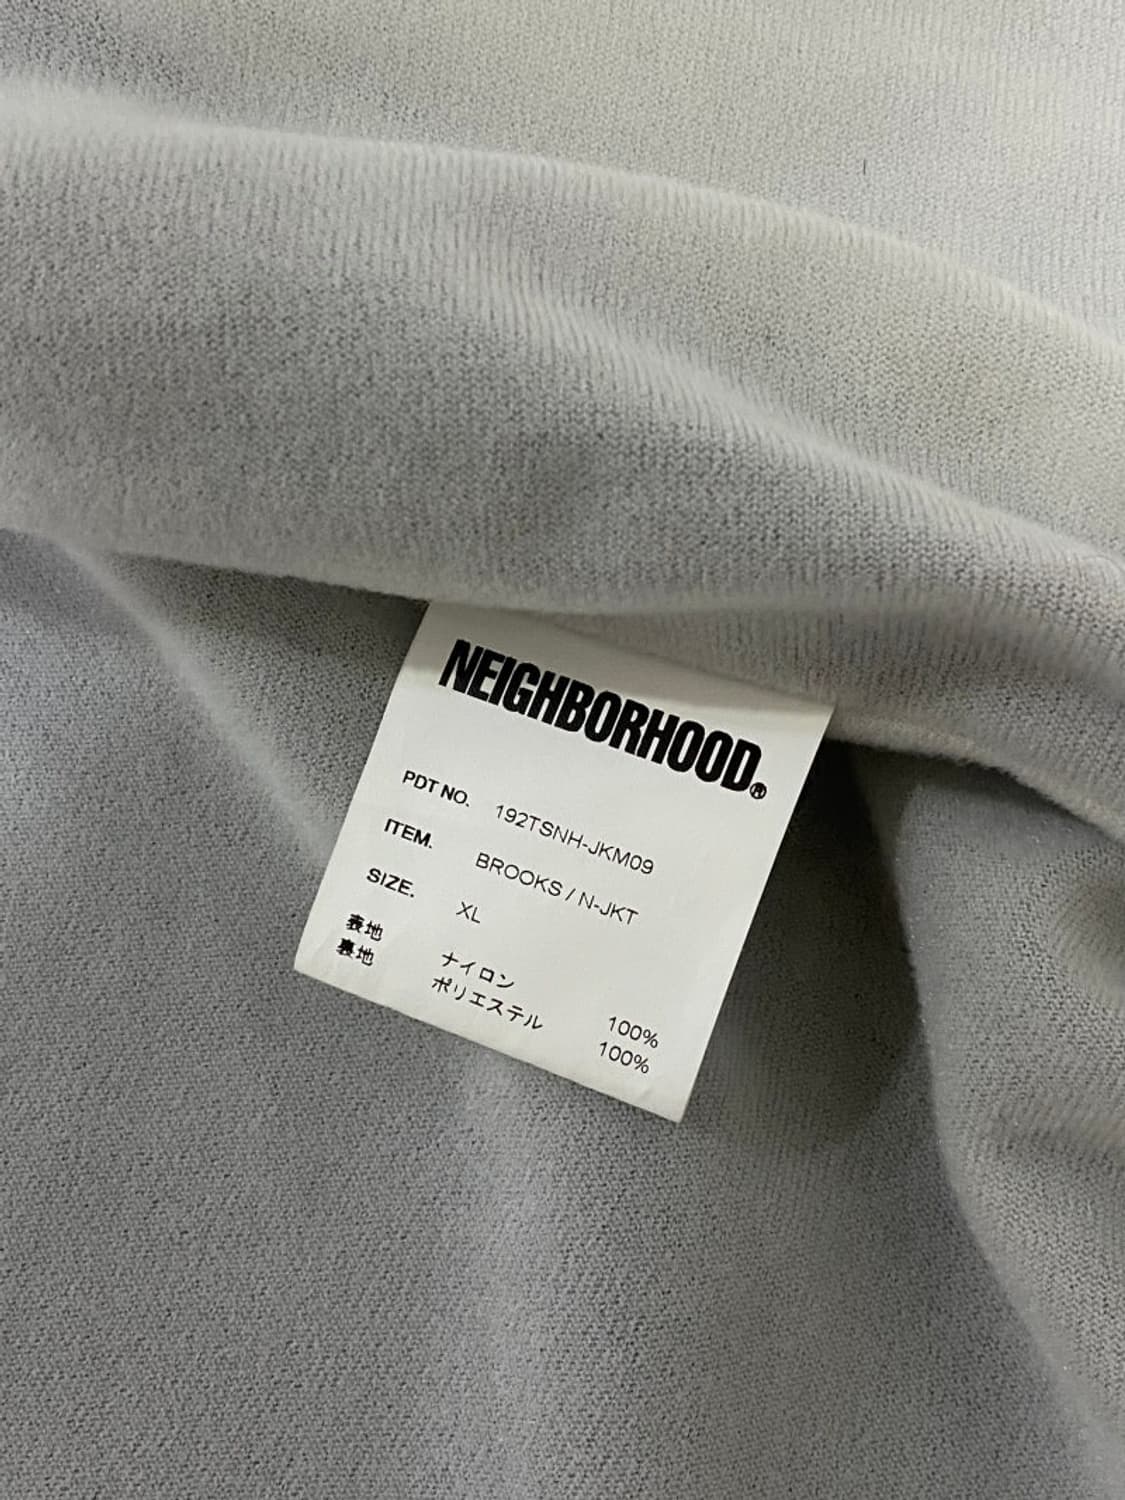 NEIGHBORHOOD®
PDT NO. 192TSNH-JKM09
ITEM. BROOKS / N-JKT
SIZE. XL
表地 ナイロン 100%
裏地 ポリエステル 100%